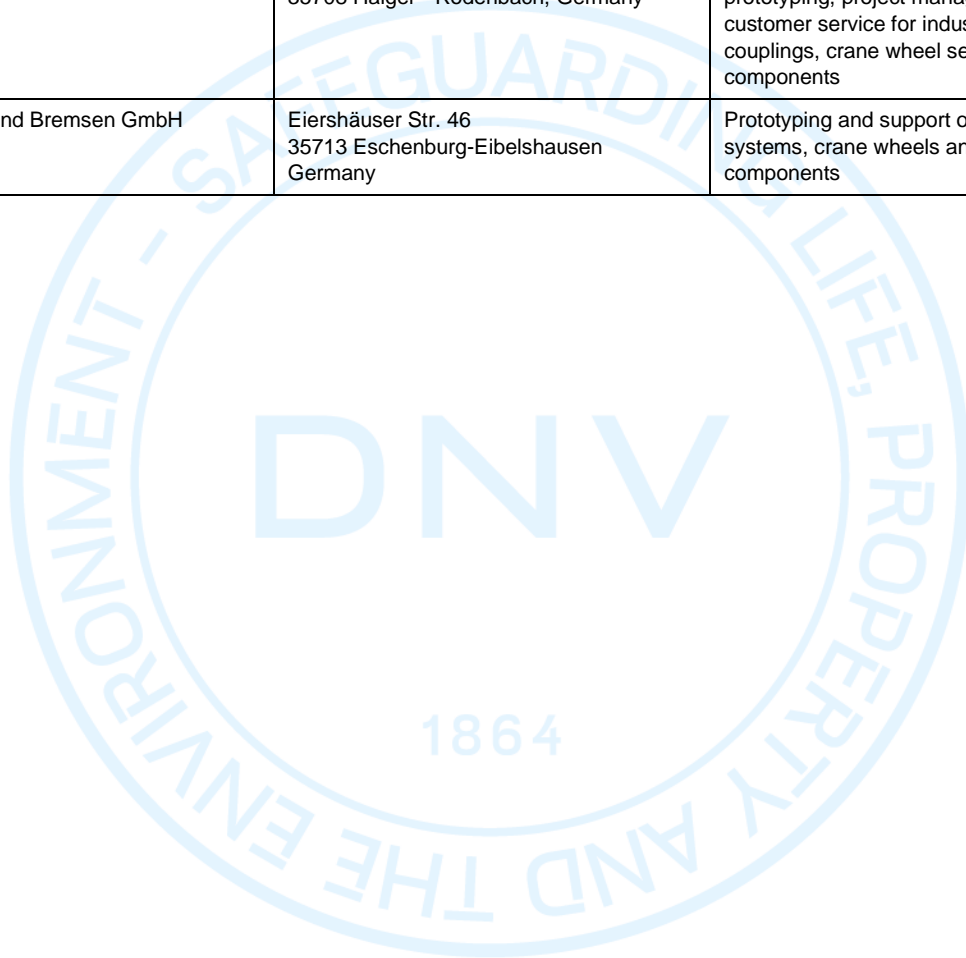 35708 Haiger - Rodenbach, Germany
prototyping, project mana
customer service for indus
couplings, crane wheel se
components
nd Bremsen GmbH
Eiershäuser Str. 46
35713 Eschenburg-Eibelshausen
Germany
Prototyping and support o
systems, crane wheels an
components
SAFEGUARDING LIFE, PROPERTY AND THE ENVIRONMENT -
DNV
1864